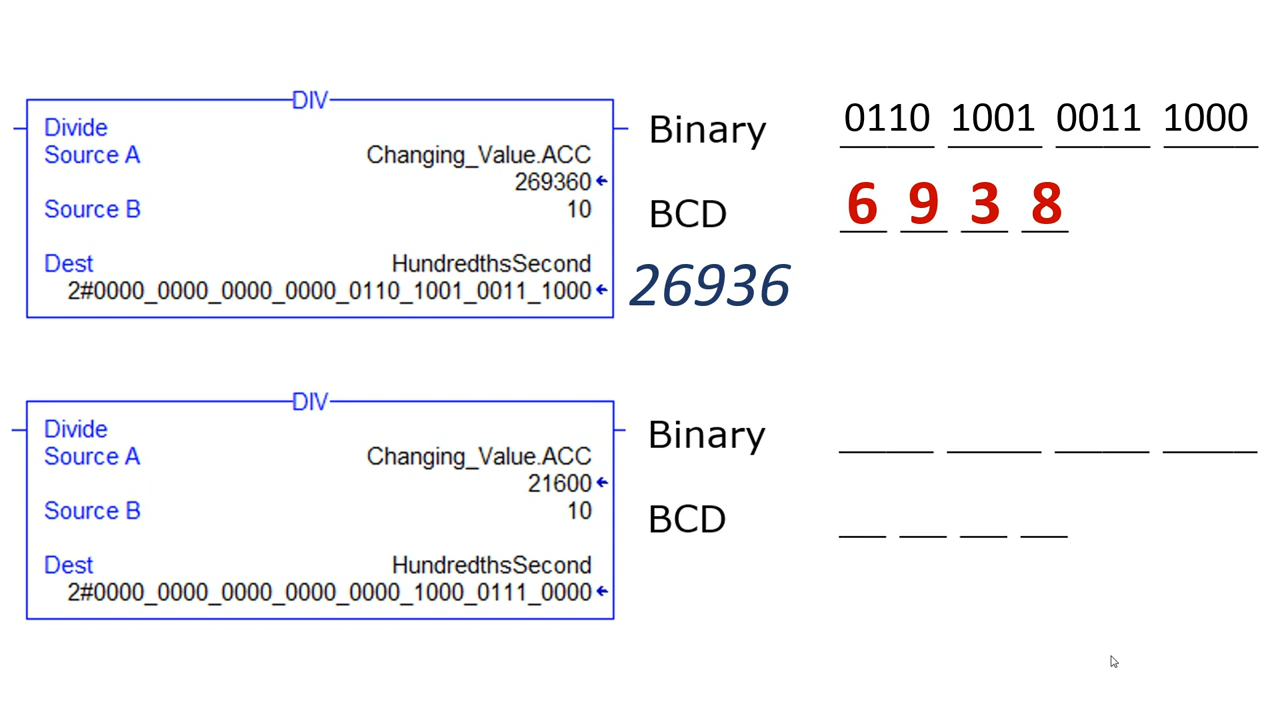 DIV
Divide
Source A Changing_Value.ACC
269360
Source B 10
Dest HundredthsSecond
2#0000_0000_0000_0000_0110_1001_0011_1000
Binary 0110 1001 0011 1000
BCD 6 9 3 8
26936
DIV
Divide
Source A Changing_Value.ACC
21600
Source B 10
Dest HundredthsSecond
2#0000_0000_0000_0000_0000_1000_0111_0000
Binary
BCD